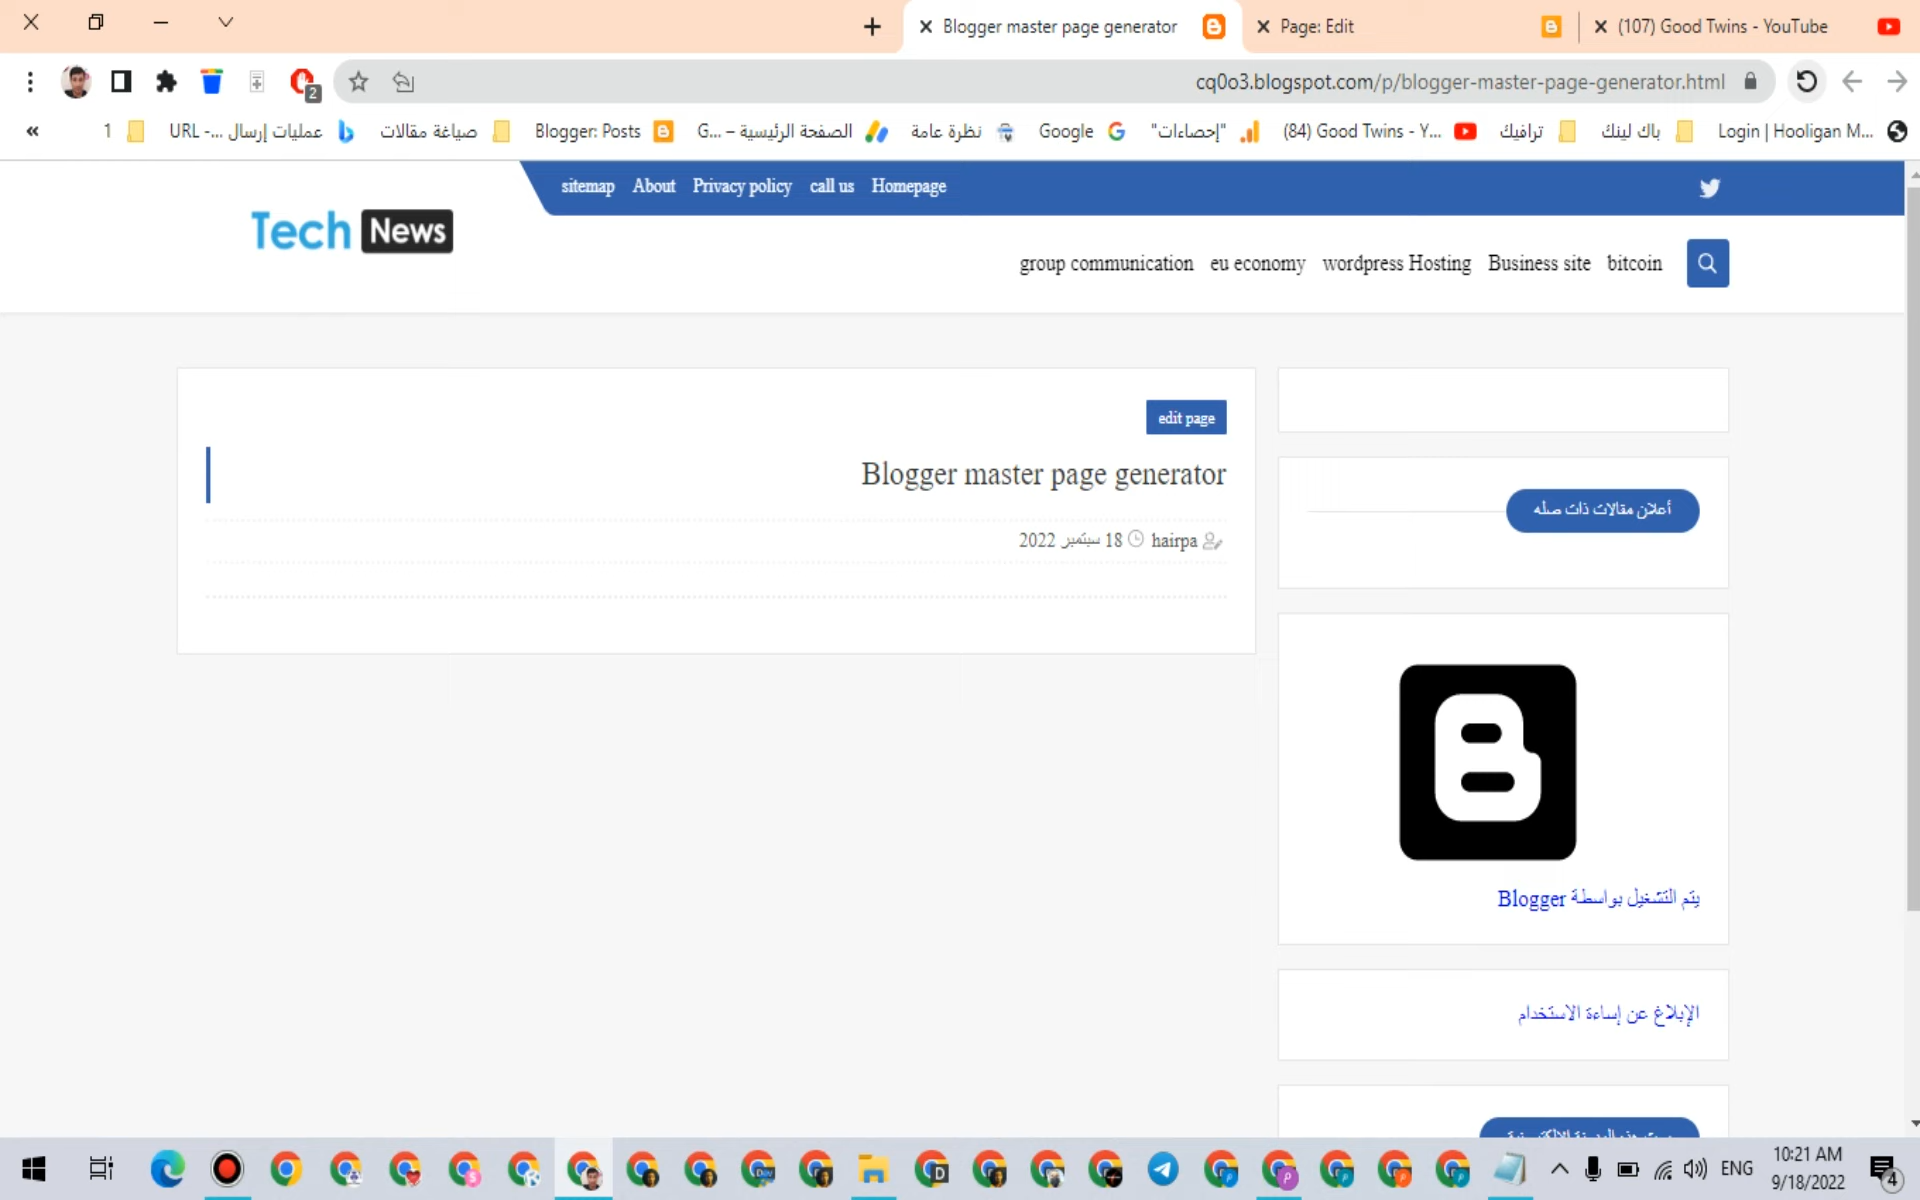 Blogger master page generator
Page: Edit
(107) Good Twins - YouTube
2
cq0o3.blogspot.com/p/blogger-master-page-generator.html
«
1
عمليات إرسال ...- URL
صياغة مقالات
Blogger: Posts
الصفحة الرئيسية – G...
نظرة عامة
Google
"إحصاءات"
(84) Good Twins - Y...
ترافيك
باك لينك
Login | Hooligan M...
sitemap About Privacy policy call us Homepage
Tech News
group communication eu economy wordpress Hosting Business site bitcoin
edit page
Blogger master page generator
hairpa 18 سبتمبر 2022
أعلان مقالات ذات صله
يتم التشغيل بواسطة Blogger
الإبلاغ عن إساءة الاستخدام
ENG
10:21 AM
9/18/2022
4